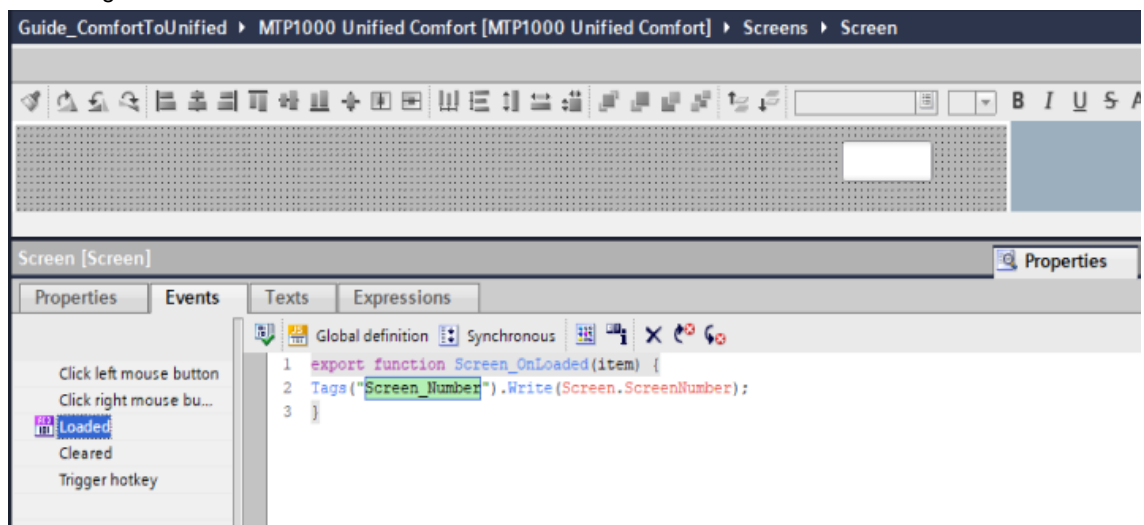 Guide_ComfortToUnified ▸ MTP1000 Unified Comfort [MTP1000 Unified Comfort] ▸ Screens ▸ Screen
B I U S A
Screen [Screen]
Properties
Properties Events Texts Expressions
Global definition Synchronous
Click left mouse button
Click right mouse bu...
Loaded
Cleared
Trigger hotkey
1 export function Screen_OnLoaded(item) {
2 Tags("Screen_Number").Write(Screen.ScreenNumber);
3 }